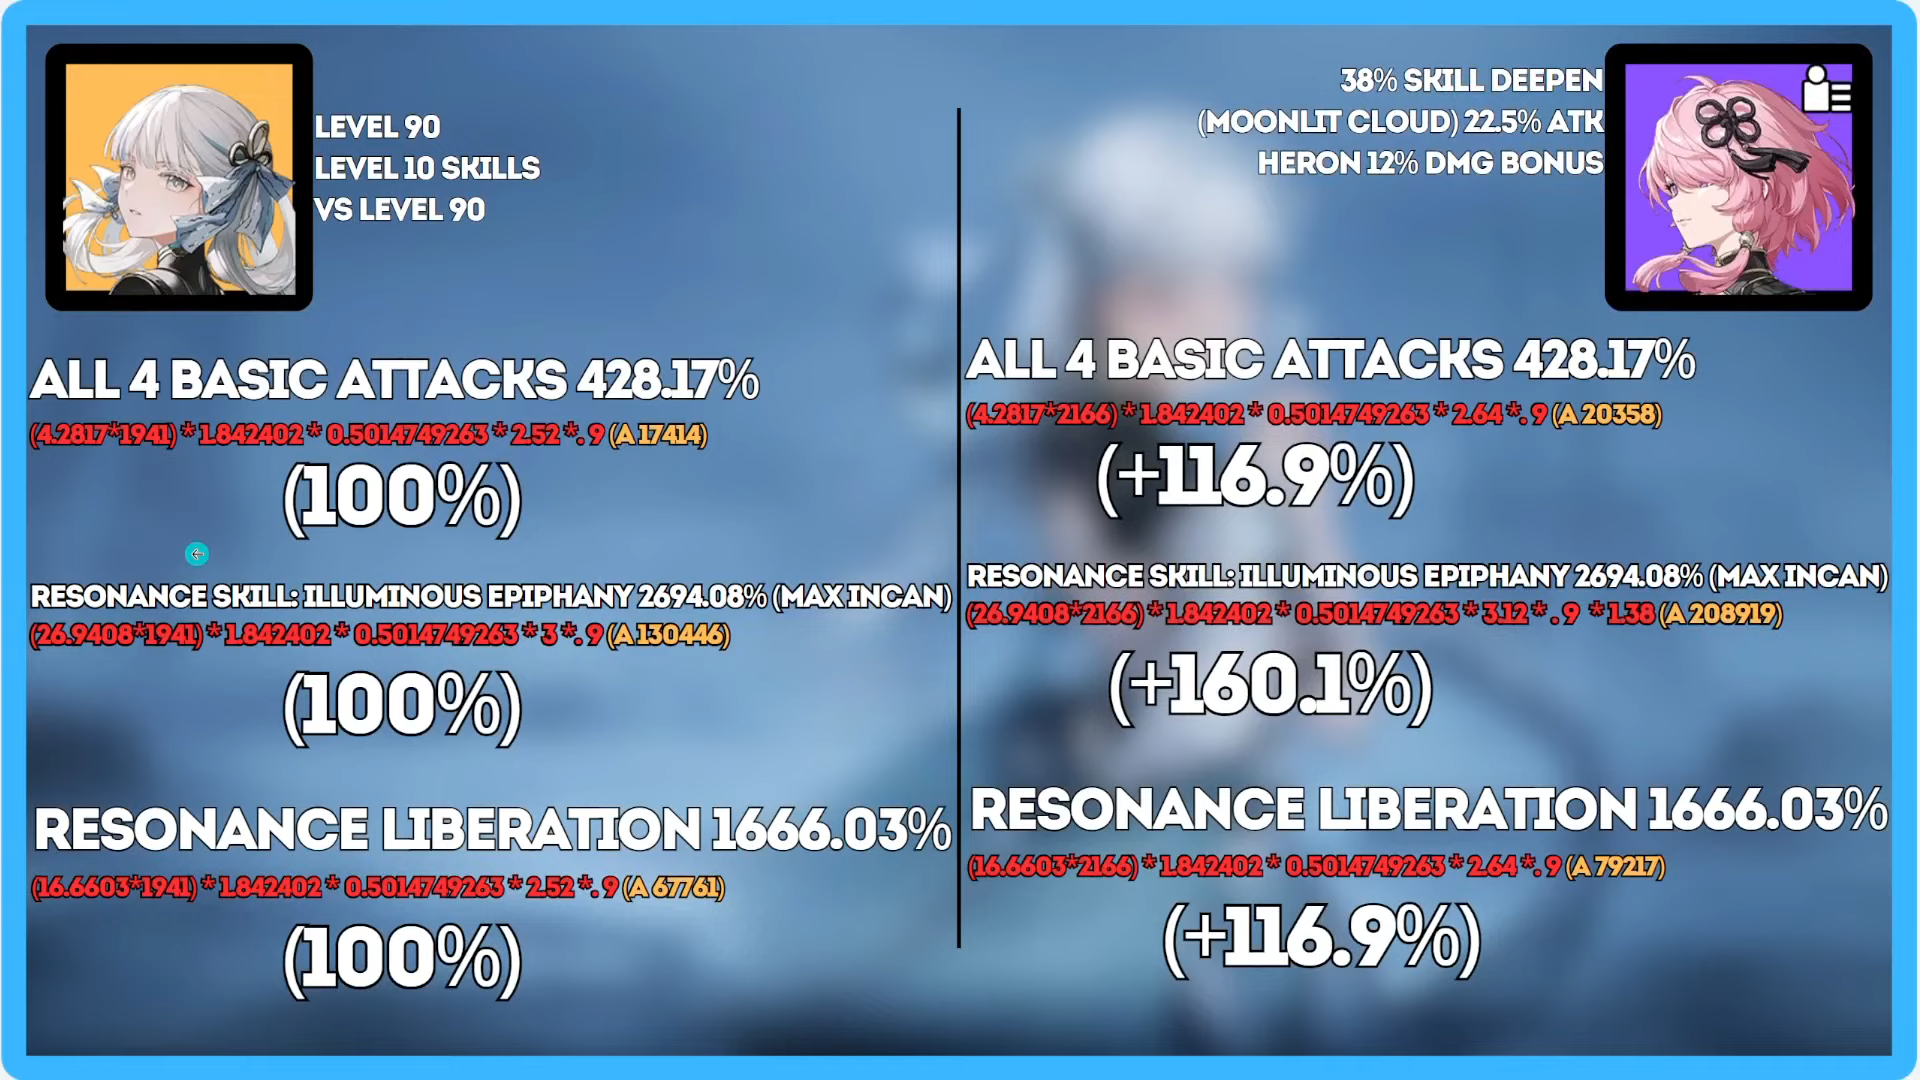 LEVEL 90
LEVEL 10 SKILLS
VS LEVEL 90
ALL 4 BASIC ATTACKS 428.17%
(4.2817*1941) * 1.842402 * 0.5014749263 * 2.52 *. 9 (A 17414)
(100%)
RESONANCE SKILL: ILLUMINOUS EPIPHANY 2694.08% (MAX INCAN)
(26.9408*1941) * 1.842402 * 0.5014749263 * 3 *. 9 (A 130446)
(100%)
RESONANCE LIBERATION 1666.03%
(16.6603*1941) * 1.842402 * 0.5014749263 * 2.52 *. 9 (A 67761)
(100%)
38% SKILL DEEPEN
(MOONLIT CLOUD) 22.5% ATK
HERON 12% DMG BONUS
ALL 4 BASIC ATTACKS 428.17%
(4.2817*2166) * 1.842402 * 0.5014749263 * 2.64 *. 9 (A 20358)
(+116.9%)
RESONANCE SKILL: ILLUMINOUS EPIPHANY 2694.08% (MAX INCAN)
(26.9408*2166) * 1.842402 * 0.5014749263 * 3.12 * . 9 * 1.38 (A 208919)
(+160.1%)
RESONANCE LIBERATION 1666.03%
(16.6603*2166) * 1.842402 * 0.5014749263 * 2.64 *. 9 (A 79217)
(+116.9%)